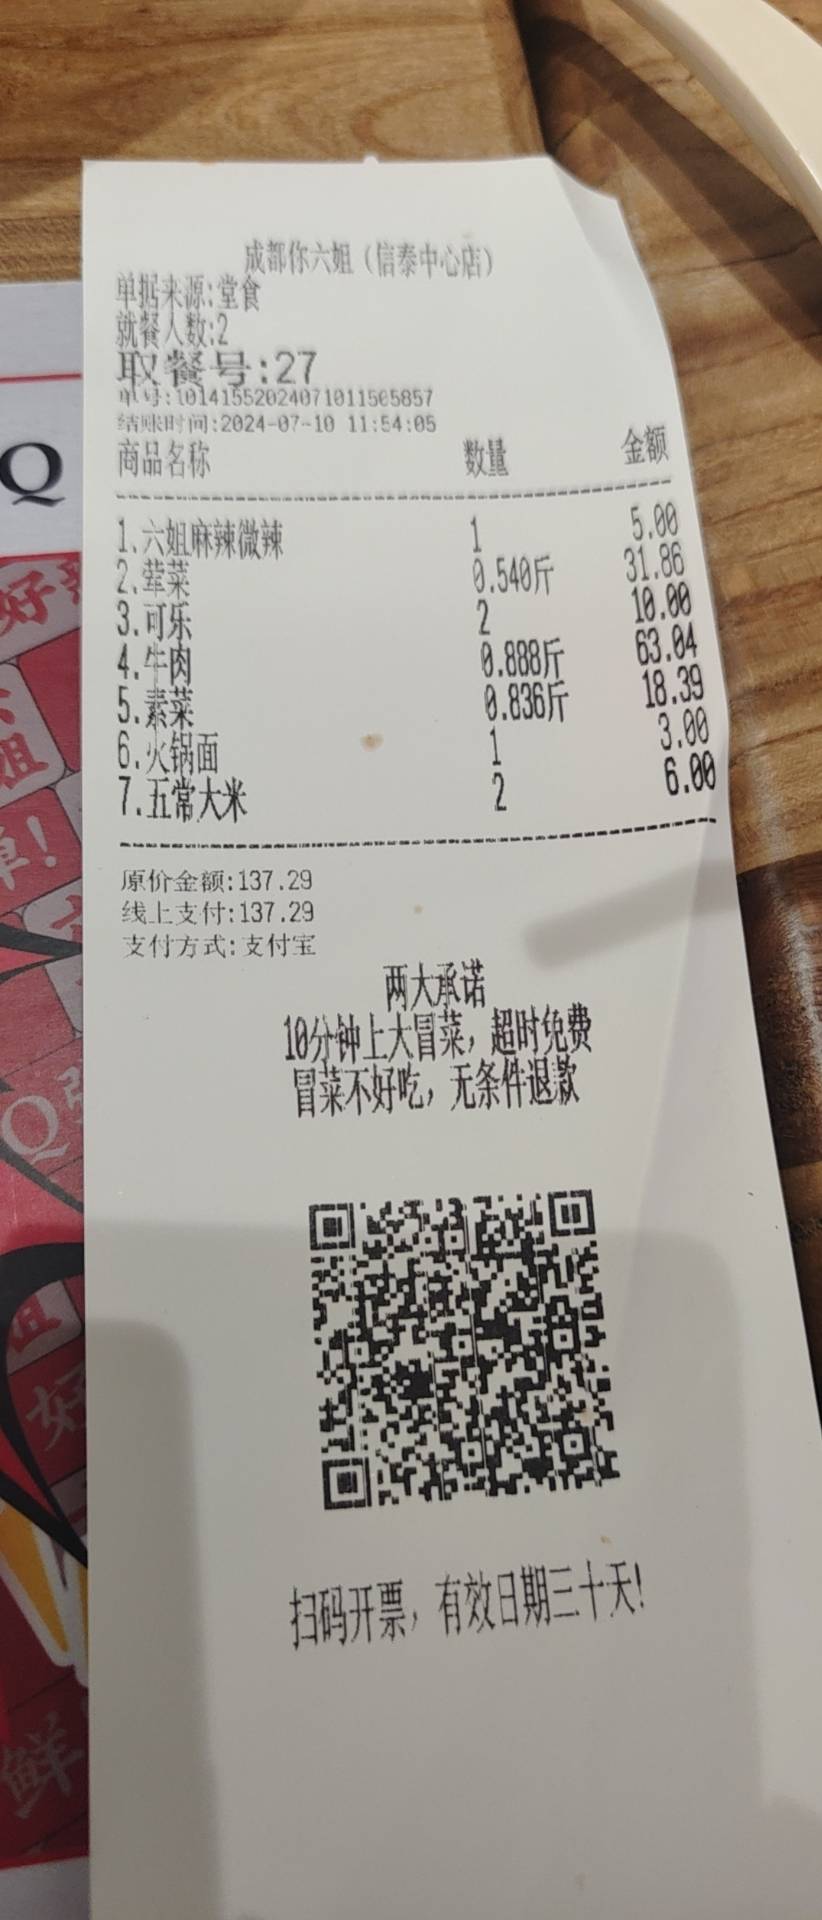 成都你六姐（信泰中心店）
单据来源:堂食
就餐人数:2
取餐号:27
单号:10141552024071011565857
结账时间:2024-07-10 11:54:05
商品名称 数量 金额
1.六姐麻辣微辣 1 5.00
2.荤菜 0.540斤 31.86
3.可乐 2 10.00
4.牛肉 0.888斤 63.04
5.素菜 0.836斤 18.39
6.火锅面 1 3.00
7.五常大米 2 6.00
原价金额:137.29
线上支付:137.29
支付方式:支付宝
两大承诺
10分钟上大冒菜，超时免费
冒菜不好吃，无条件退款
扫码开票，有效日期三十天!
Q
好
姐
单!
Q
好
鲜